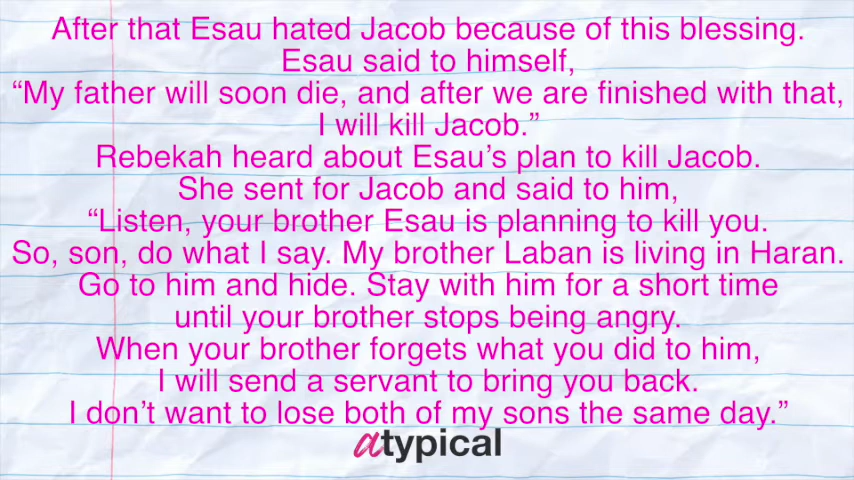 After that Esau hated Jacob because of this blessing.
Esau said to himself,
“My father will soon die, and after we are finished with that,
I will kill Jacob.”
Rebekah heard about Esau’s plan to kill Jacob.
She sent for Jacob and said to him,
“Listen, your brother Esau is planning to kill you.
So, son, do what I say. My brother Laban is living in Haran.
Go to him and hide. Stay with him for a short time
until your brother stops being angry.
When your brother forgets what you did to him,
I will send a servant to bring you back.
I don’t want to lose both of my sons the same day.”
atypical